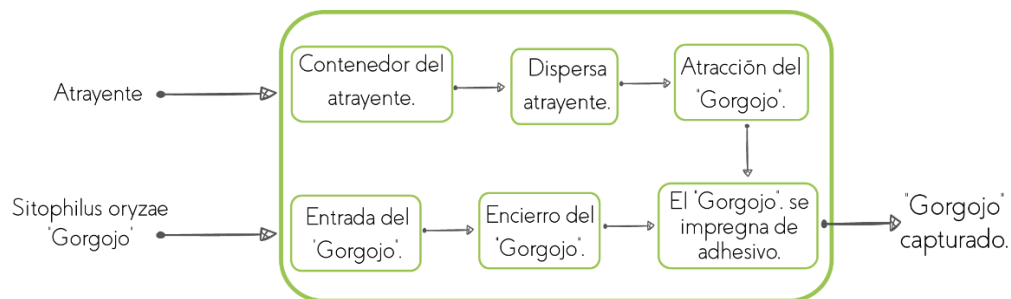 Atrayente
Contenedor del
atrayente.
Dispersa
atrayente.
Atracción del
"Gorgojo".
Sitophilus oryzae
"Gorgojo"
Entrada del
"Gorgojo".
Encierro del
"Gorgojo".
El "Gorgojo". se
impregna de
adhesivo.
"Gorgojo"
capturado.